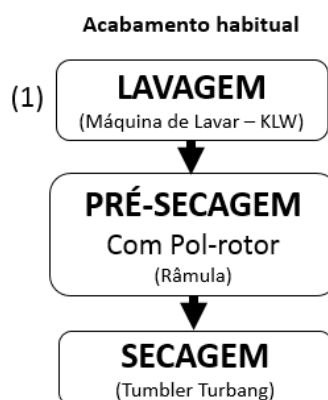 Acabamento habitual
(1)
LAVAGEM
(Máquina de Lavar – KLW)
PRÉ-SECAGEM
Com Pol-rotor
(Râmula)
SECAGEM
(Tumbler Turbang)